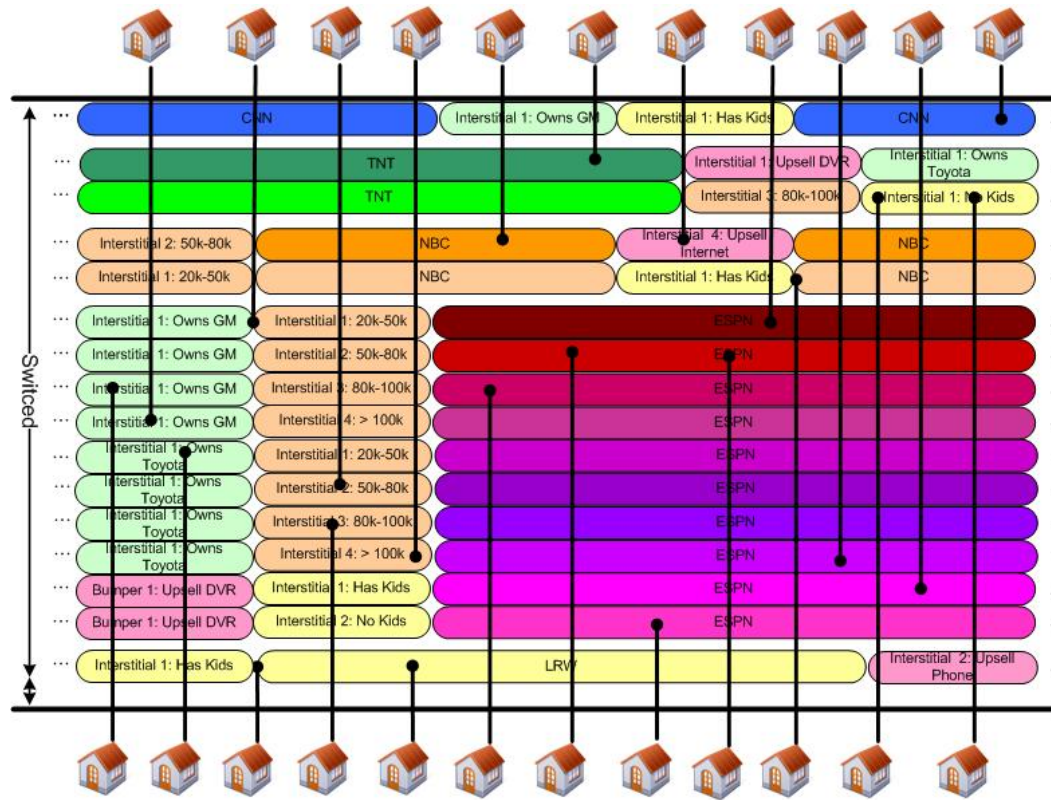 ... CNN Interstitial 1: Owns GM Interstitial 1: Has Kids CNN
... TNT Interstitial 1: Upsell DVR Interstitial 1: Owns
Toyota
... TNT Interstitial 3: 80k-100k Interstitial 1: No Kids
... Interstitial 2: 50k-80k NBC Interstitial 4: Upsell
Internet NBC
... Interstitial 1: 20k-50k NBC Interstitial 1: Has Kids NBC
... Interstitial 1: Owns GM Interstitial 1: 20k-50k ESPN
... Interstitial 1: Owns GM Interstitial 2: 50k-80k ESPN
... Interstitial 1: Owns GM Interstitial 3: 80k-100k ESPN
... Interstitial 1: Owns GM Interstitial 4: > 100k ESPN
Switced
... Interstitial 1: Owns
Toyota Interstitial 1: 20k-50k ESPN
... Interstitial 1: Owns
Toyota Interstitial 2: 50k-80k ESPN
... Interstitial 1: Owns
Toyota Interstitial 3: 80k-100k ESPN
... Interstitial 1: Owns
Toyota Interstitial 4: > 100k ESPN
... Bumper 1: Upsell DVR Interstitial 1: Has Kids ESPN
... Bumper 1: Upsell DVR Interstitial 2: No Kids ESPN
... Interstitial 1: Has Kids LRW Interstitial 2: Upsell
Phone